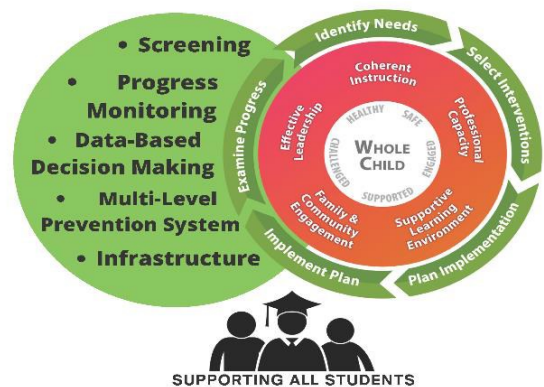 • Screening
• Progress
Monitoring
• Data-Based
Decision Making
• Multi-Level
Prevention System
• Infrastructure
Identify Needs
Select Interventions
Plan Implementation
Implement Plan
Examine Progress
Coherent
Instruction
Professional
Capacity
Supportive
Learning
Environment
Family &
Community
Engagement
Effective
Leadership
HEALTHY
SAFE
ENGAGED
SUPPORTED
CHALLENGED
WHOLE
CHILD
SUPPORTING ALL STUDENTS